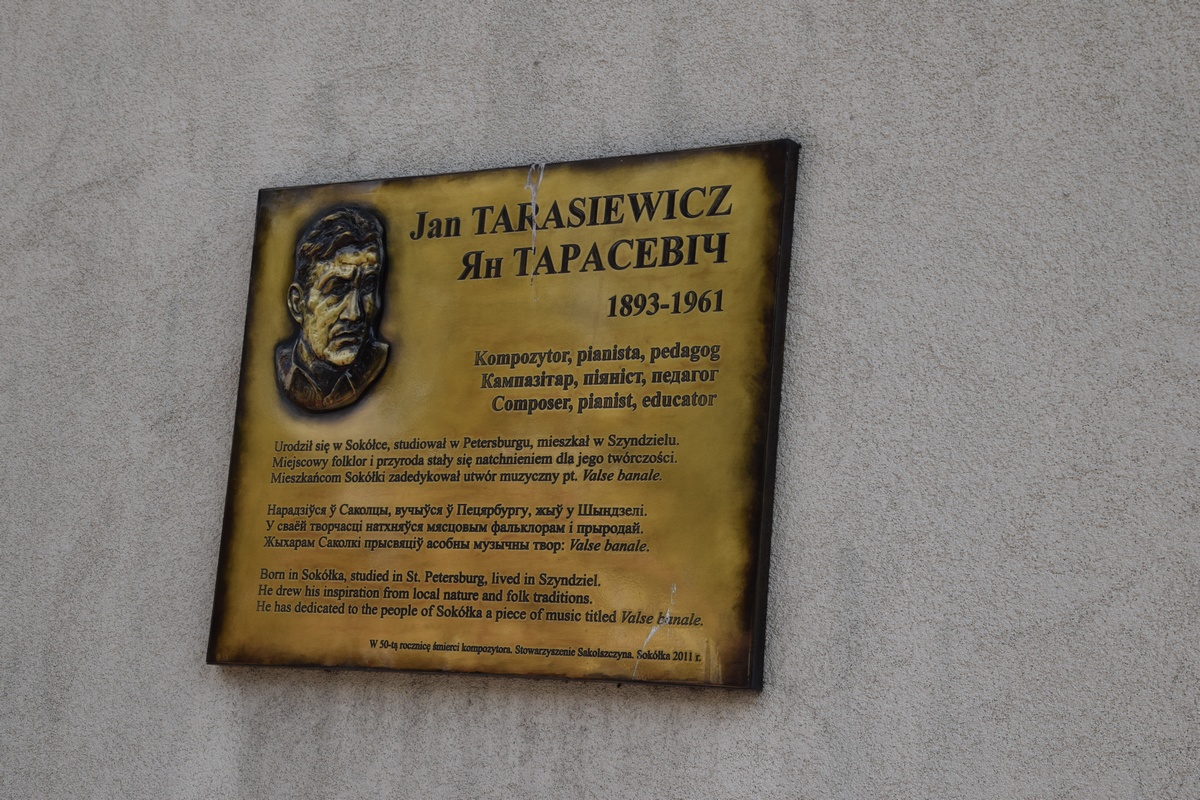 Jan TARASIEWICZ
Ян ТАРАСЕВІЧ
1893-1961
Kompozytor, pianista, pedagog
Кампазітар, піяніст, педагог
Composer, pianist, educator
Urodził się w Sokółce, studiował w Petersburgu, mieszkał w Szyndzielu.
Miejscowy folklor i przyroda stały się natchnieniem dla jego twórczości.
Mieszkańcom Sokółki zadedykował utwór muzyczny pt. Valse banale.
Нарадзіўся ў Саколцы, вучыўся ў Пецярбургу, жыў у Шындзелі.
У сваёй творчасці натхняўся мясцовым фальклорам і прыродай.
Жыхарам Саколкі прысвяціў асобны музычны твор: Valse banale.
Born in Sokółka, studied in St. Petersburg, lived in Szyndziel.
He drew his inspiration from local nature and folk traditions.
He has dedicated to the people of Sokółka a piece of music titled Valse banale.
W 50-tą rocznicę śmierci kompozytora. Stowarzyszenie Sakolszczyna. Sokółka 2011 r.